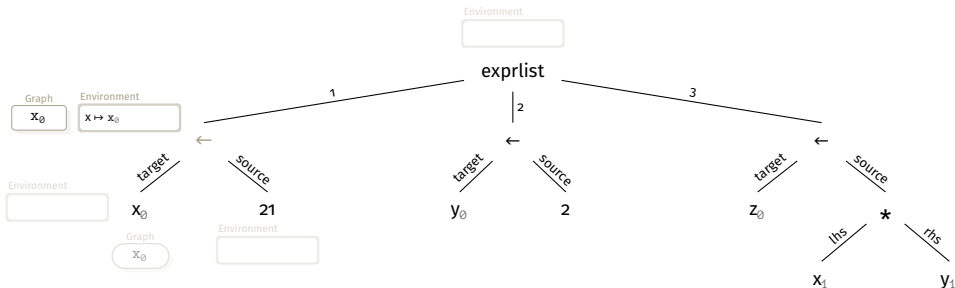 Environment
exprlist
1
2
3
Graph
x₀
Environment
x ↦ x₀
←
←
←
target
source
target
source
target
source
Environment
x₀
21
y₀
2
z₀
*
Graph
x₀
Environment
lhs
rhs
x₁
y₁